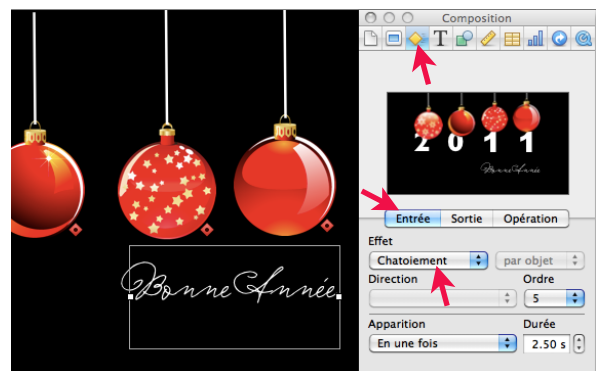 Composition
T
2 0 1 1
Bonne Année
Entrée Sortie Opération
Effet
Chatoiement par objet
Direction Ordre
5
Apparition Durée
En une fois 2.50 s
Bonne Année